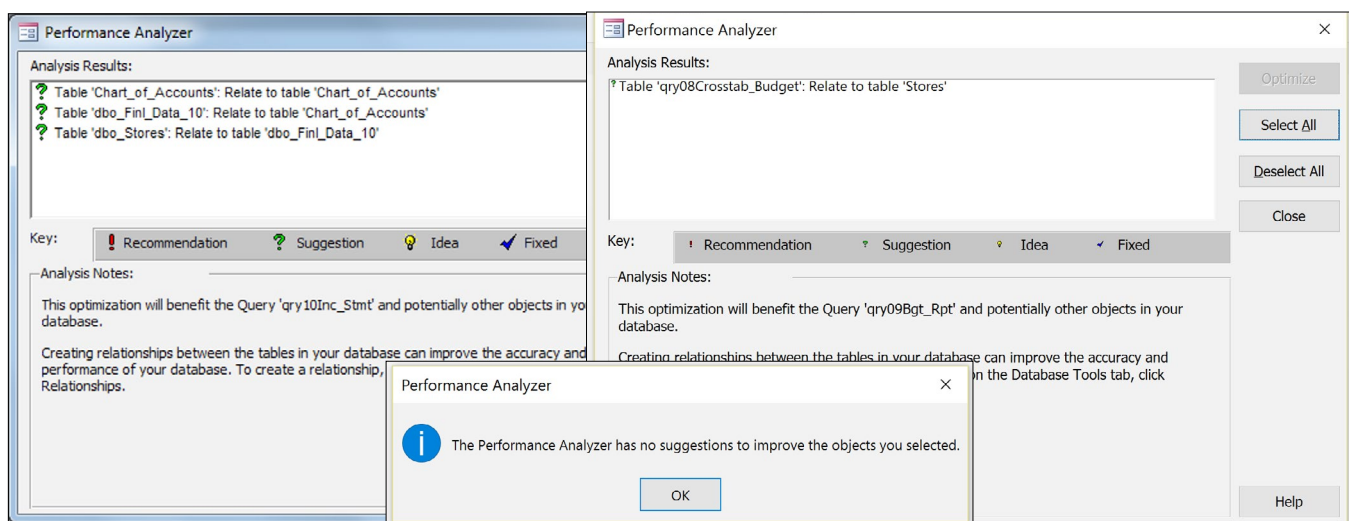 Performance Analyzer
Analysis Results:
Table 'Chart_of_Accounts': Relate to table 'Chart_of_Accounts'
Table 'dbo_Finl_Data_10': Relate to table 'Chart_of_Accounts'
Table 'dbo_Stores': Relate to table 'dbo_Finl_Data_10'
Key:
! Recommendation ? Suggestion Idea Fixed
Analysis Notes:
This optimization will benefit the Query 'qry10Inc_Stmt' and potentially other objects in yo
database.
Creating relationships between the tables in your database can improve the accuracy and
performance of your database. To create a relationship,
Relationships.
Performance Analyzer
Analysis Results:
? Table 'qry08Crosstab_Budget': Relate to table 'Stores'
Optimize
Select All
Deselect All
Close
Key:
! Recommendation ? Suggestion Idea Fixed
Analysis Notes:
This optimization will benefit the Query 'qry09Bgt_Rpt' and potentially other objects in your
database.
Creating relationships between the tables in your database can improve the accuracy and
on the Database Tools tab, click
Help
Performance Analyzer
The Performance Analyzer has no suggestions to improve the objects you selected.
OK